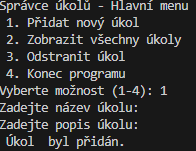 Správce úkolů - Hlavní menu
1. Přidat nový úkol
2. Zobrazit všechny úkoly
3. Odstranit úkol
4. Konec programu
Vyberte možnost (1-4): 1
Zadejte název úkolu:
Zadejte popis úkolu:
Úkol  byl přidán.